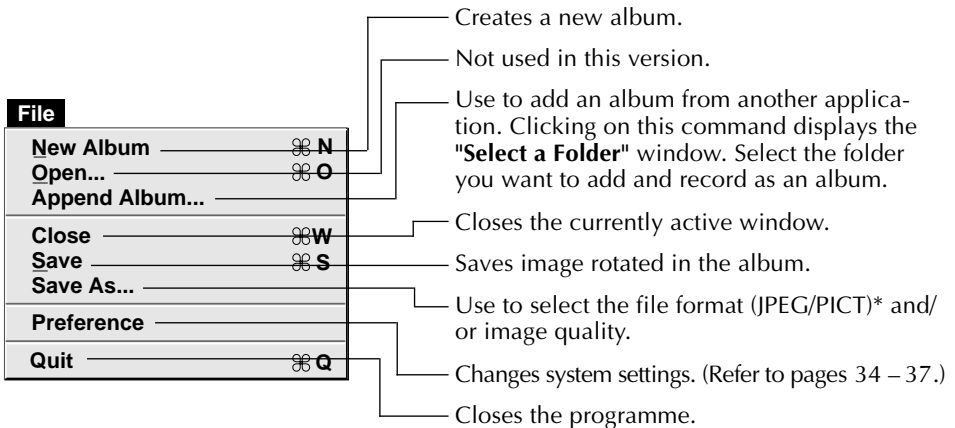 File
New Album ⌘ N
Open... ⌘ O
Append Album...
Close ⌘ W
Save ⌘ S
Save As...
Preference
Quit ⌘ Q
Creates a new album.
Not used in this version.
Use to add an album from another applica-
tion. Clicking on this command displays the
"Select a Folder" window. Select the folder
you want to add and record as an album.
Closes the currently active window.
Saves image rotated in the album.
Use to select the file format (JPEG/PICT)* and/
or image quality.
Changes system settings. (Refer to pages 34 – 37.)
Closes the programme.